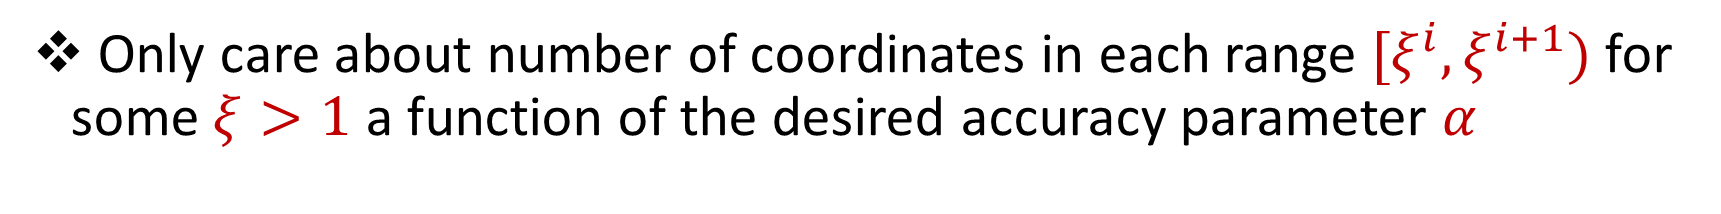 ❖ Only care about number of coordinates in each range [ξ^i, ξ^{i+1}) for
some ξ > 1 a function of the desired accuracy parameter α